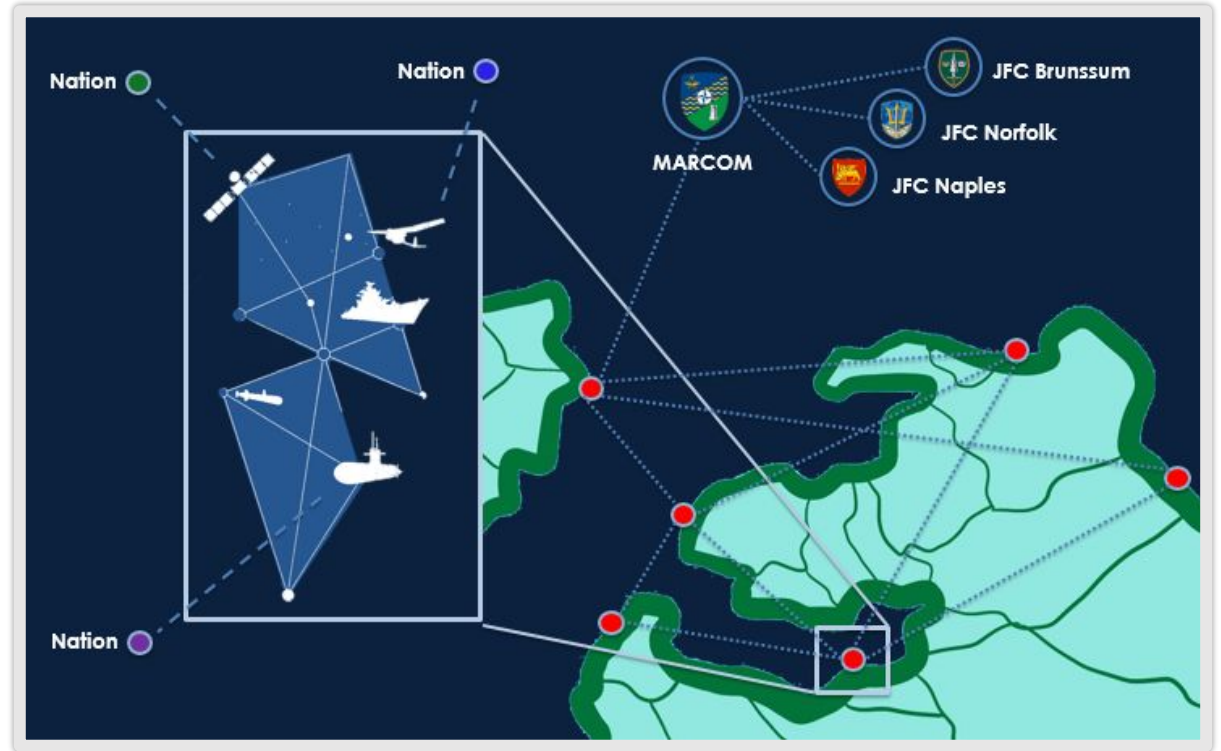 Nation
Nation
JFC Brunssum
JFC Norfolk
MARCOM
JFC Naples
Nation